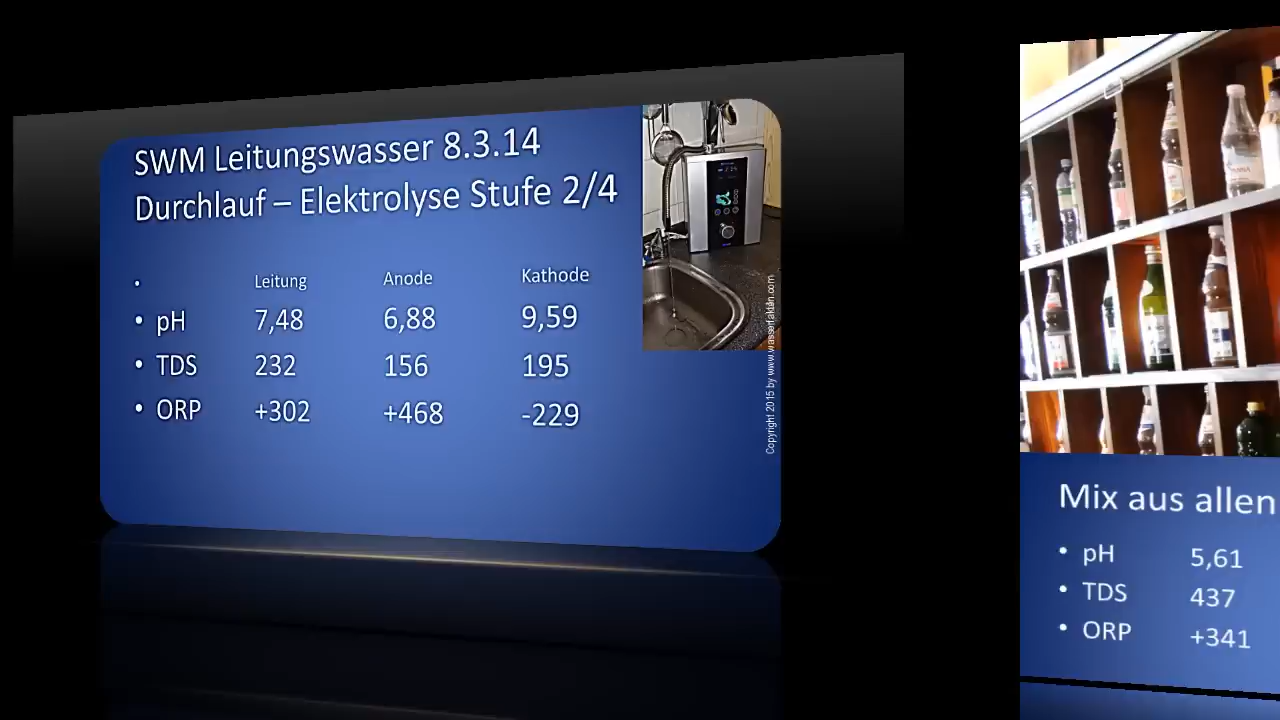 SWM Leitungswasser 8.3.14
Durchlauf – Elektrolyse Stufe 2/4
• Leitung Anode Kathode
• pH 7,48 6,88 9,59
• TDS 232 156 195
• ORP +302 +468 -229
Copyright 2015 by www.wasserfakten.com
Mix aus allen
• pH 5,61
• TDS 437
• ORP +341